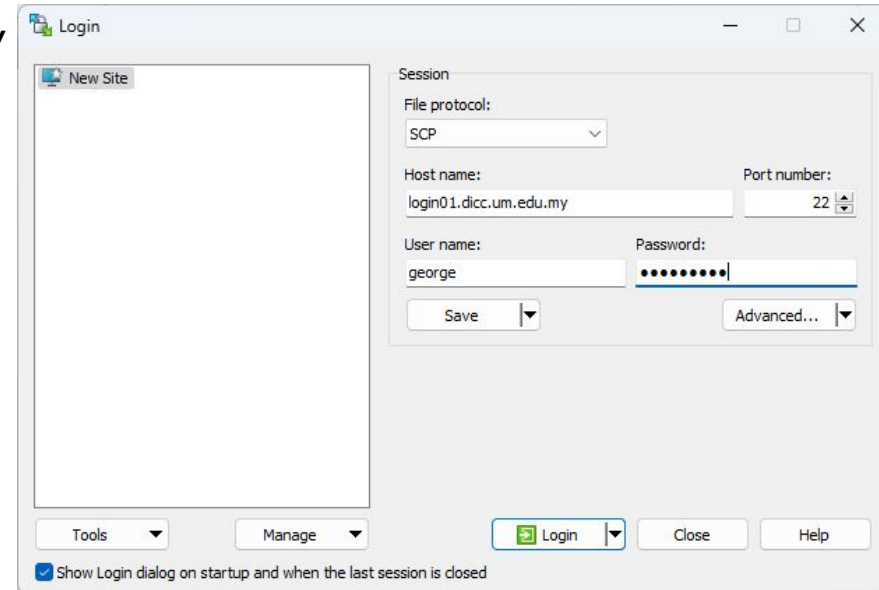 Login
New Site
Session
File protocol:
SCP
Host name: Port number:
login01.dicc.um.edu.my 22
User name: Password:
george •••••••••
Save Advanced...
Tools Manage Login Close Help
Show Login dialog on startup and when the last session is closed